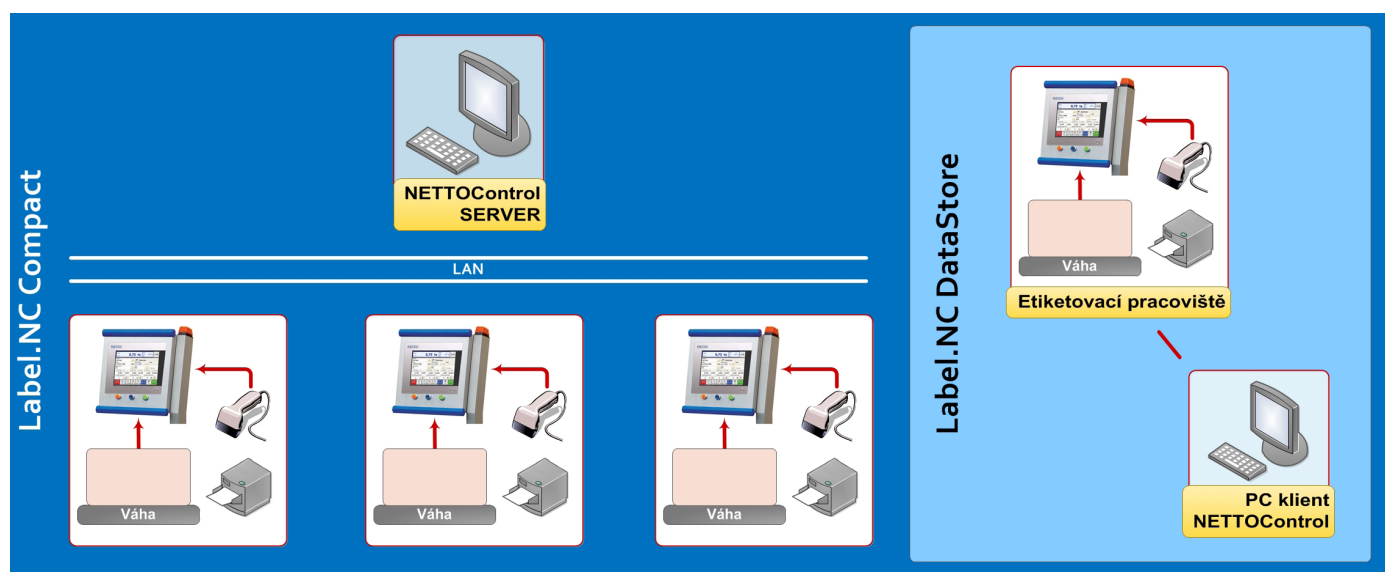 Label.NC Compact
NETTOControl
SERVER
LAN
Váha
Váha
Váha
Label.NC DataStore
Váha
Etiketovací pracoviště
PC klient
NETTOControl